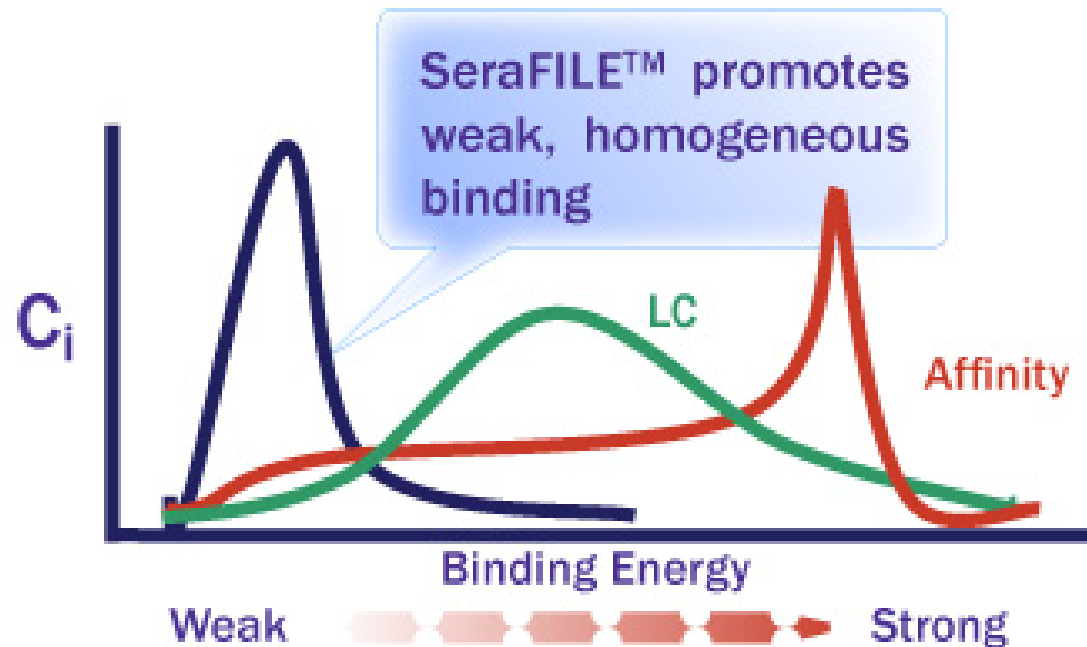 SeraFILE™ promotes
weak, homogeneous
binding
LC
Affinity
Ci
Binding Energy
Weak Strong